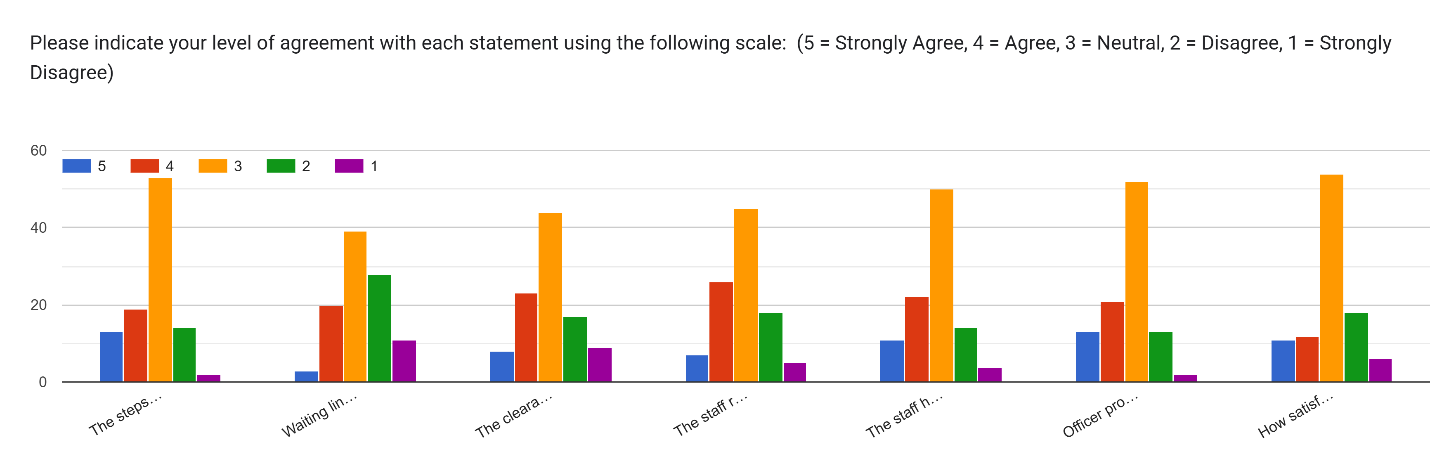 Please indicate your level of agreement with each statement using the following scale:  (5 = Strongly Agree, 4 = Agree, 3 = Neutral, 2 = Disagree, 1 = Strongly
Disagree)
60
5 4 3 2 1
40
20
0
The steps…
Waiting lin…
The cleara…
The staff r…
The staff h…
Officer pro…
How satisf…